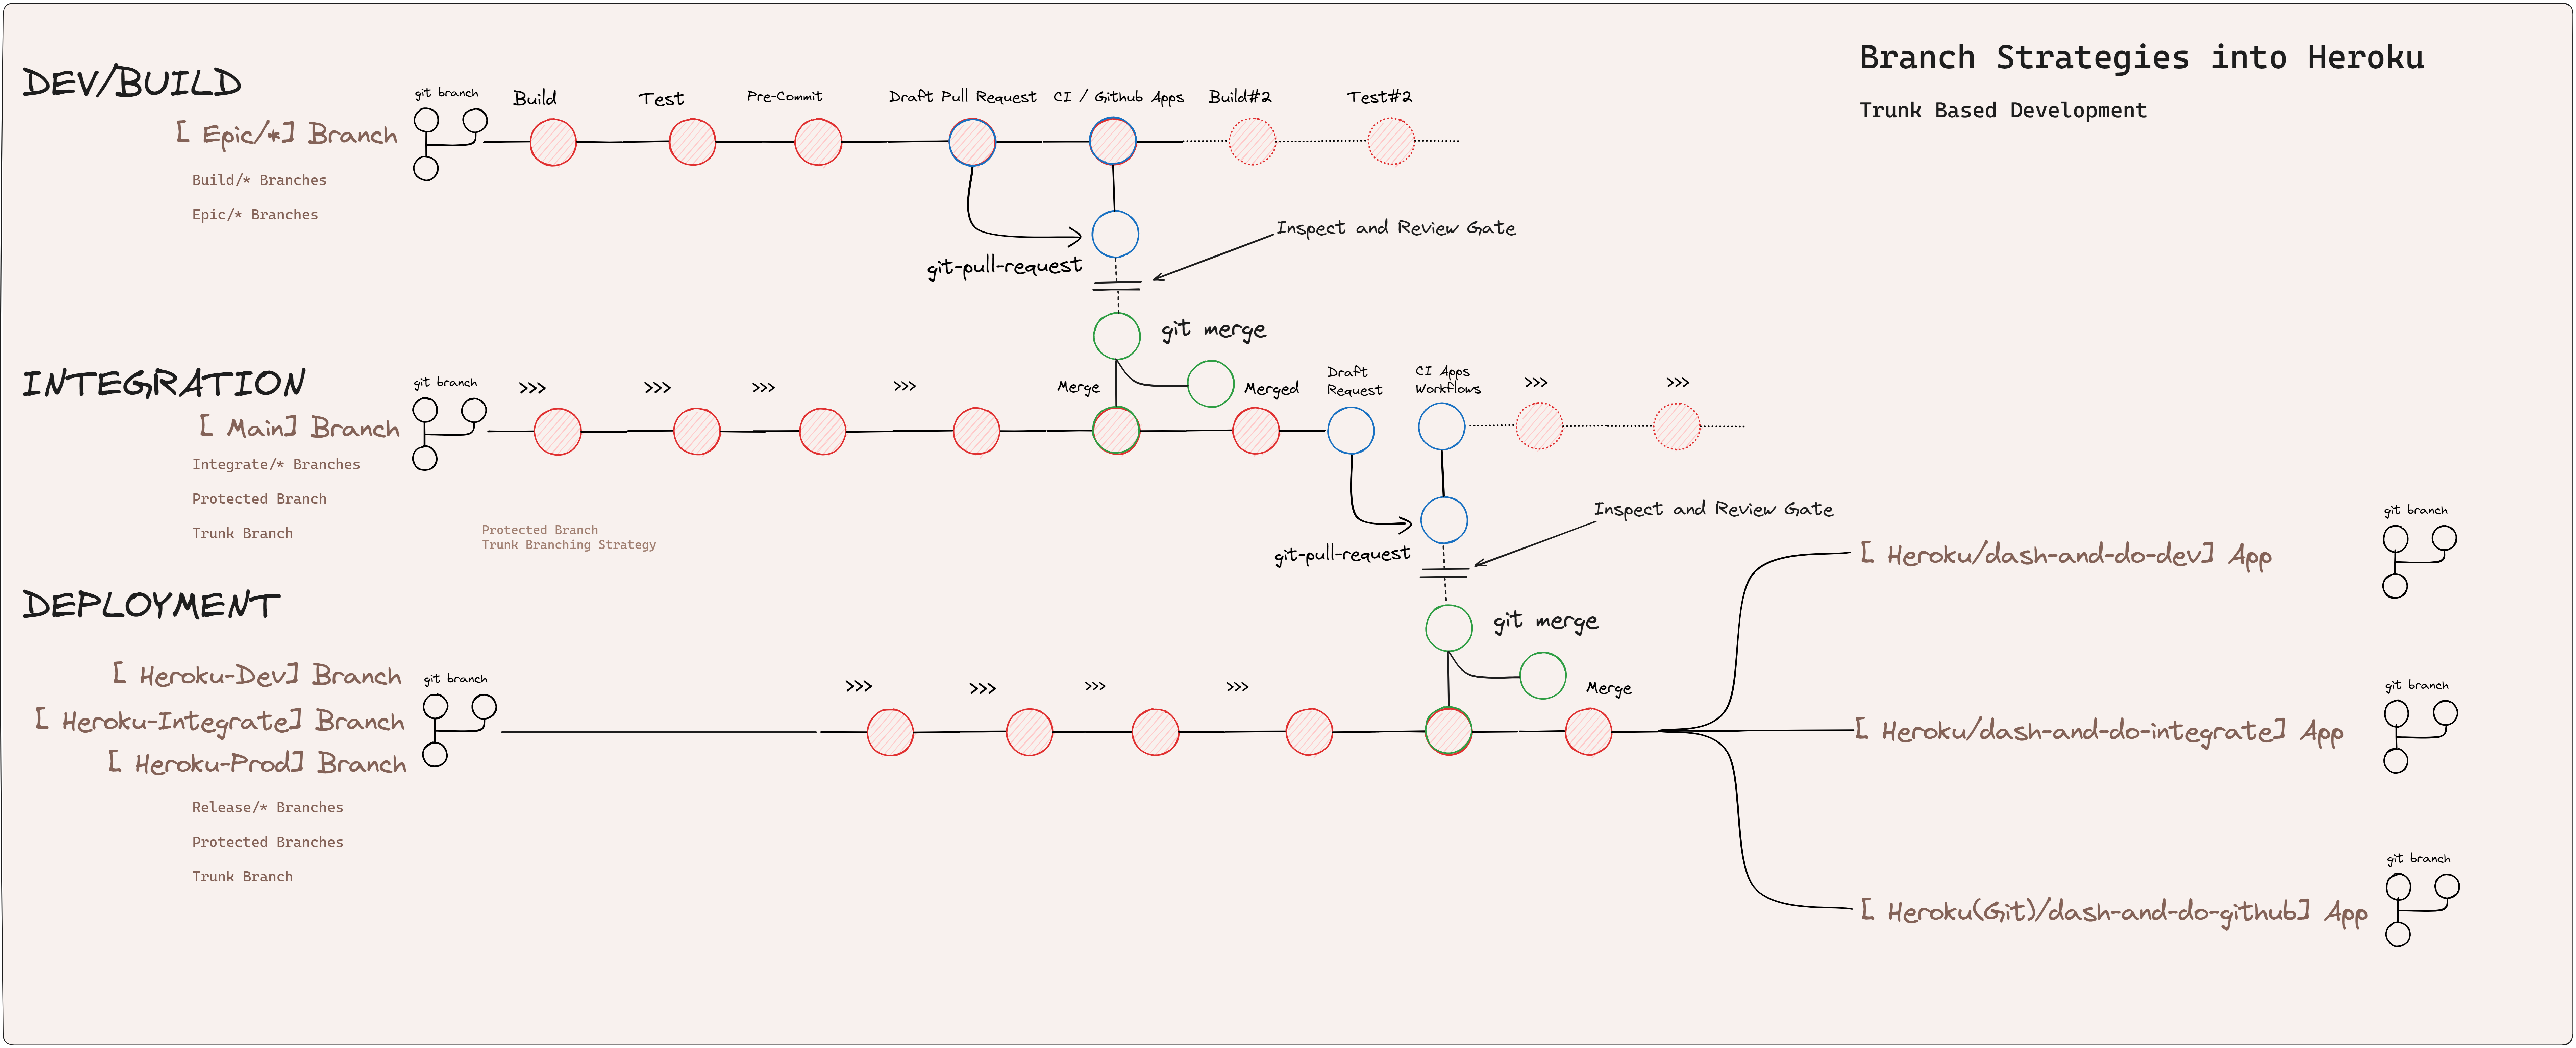 Branch Strategies into Heroku
Trunk Based Development
DEV/BUILD
[ Epic/*] Branch
Build/* Branches
Epic/* Branches
git branch
Build
Test
Pre-Commit
Draft Pull Request
CI / Github Apps
Build#2
Test#2
git-pull-request
Inspect and Review Gate
git merge
INTEGRATION
[ Main] Branch
Integrate/* Branches
Protected Branch
Trunk Branch
git branch
>>>
>>>
>>>
>>>
Merge
Merged
Draft
Request
CI Apps
Workflows
>>>
>>>
Protected Branch
Trunk Branching Strategy
git-pull-request
Inspect and Review Gate
git merge
DEPLOYMENT
[ Heroku-Dev] Branch
[ Heroku-Integrate] Branch
[ Heroku-Prod] Branch
Release/* Branches
Protected Branches
Trunk Branch
git branch
>>>
>>>
>>>
>>>
Merge
[ Heroku/dash-and-do-dev] App
git branch
[ Heroku/dash-and-do-integrate] App
git branch
[ Heroku(Git)/dash-and-do-github] App
git branch